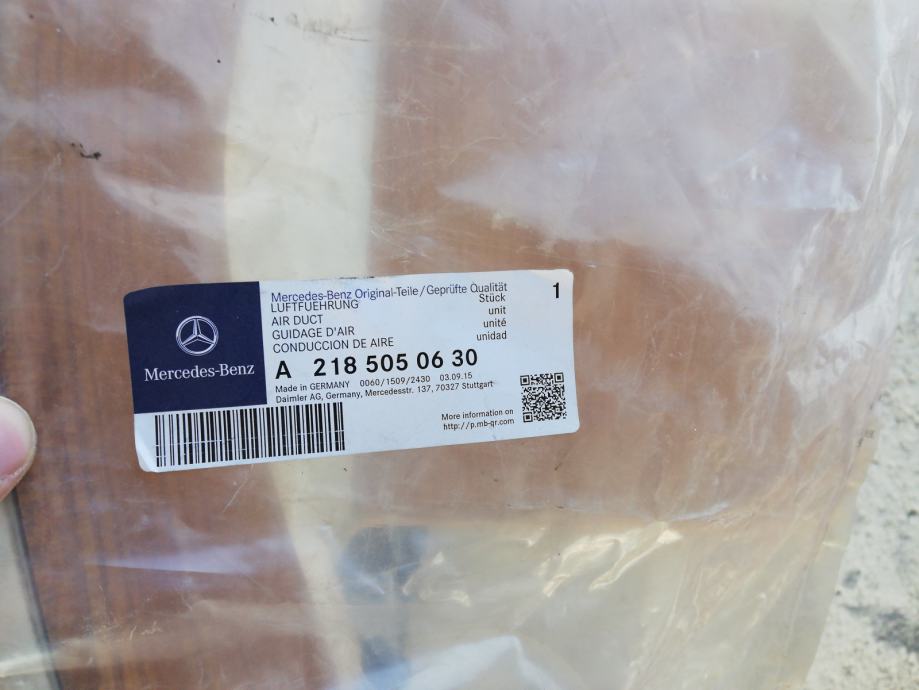 Mercedes-Benz Original-Teile/Geprüfte Qualität
LUFTFUEHRUNG Stück 1
AIR DUCT unit
GUIDAGE D'AIR unité
CONDUCCION DE AIRE unidad
A 218 505 06 30
Made in GERMANY 0060/1509/2430 03.09.15
Daimler AG, Germany, Mercedesstr. 137, 70327 Stuttgart
Mercedes-Benz
More information on
http://p.mb-qr.com